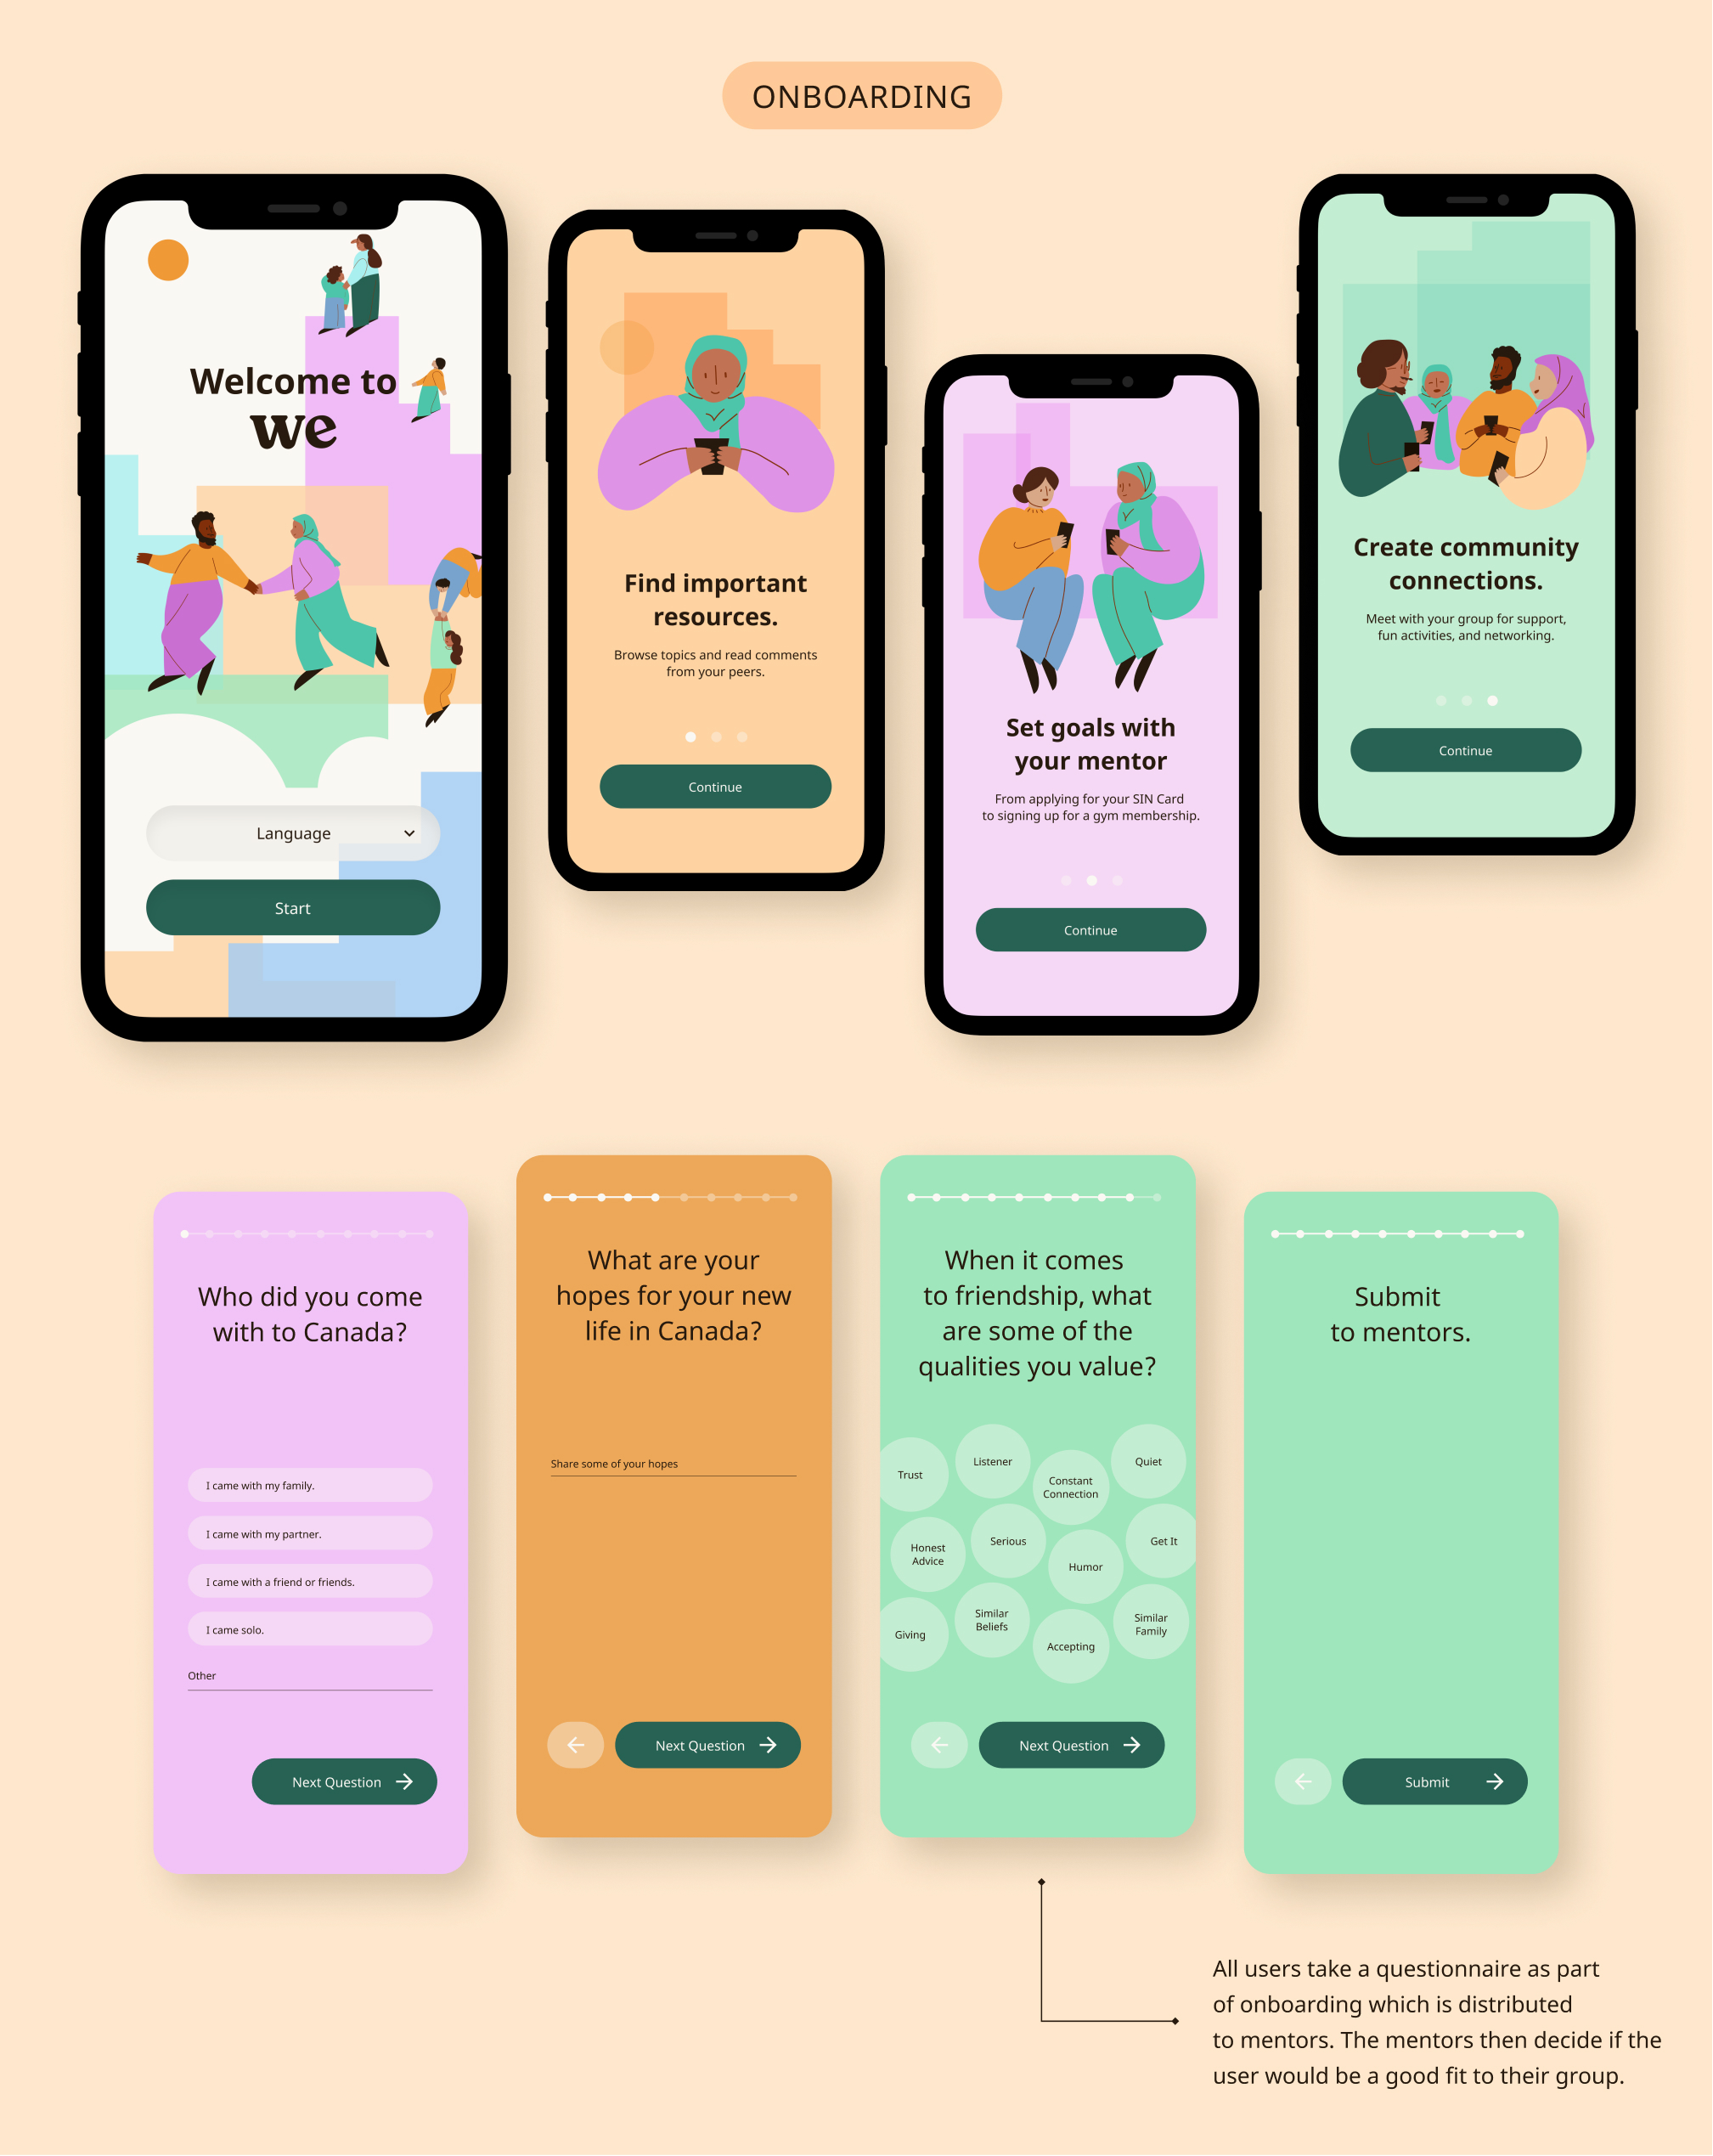 ONBOARDING
Welcome to
we
Language
Start
Find important
resources.
Browse topics and read comments
from your peers.
Continue
Set goals with
your mentor
From applying for your SIN Card
to signing up for a gym membership.
Continue
Create community
connections.
Meet with your group for support,
fun activities, and networking.
Continue
Who did you come
with to Canada?
I came with my family.
I came with my partner.
I came with a friend or friends.
I came solo.
Other
Next Question
What are your
hopes for your new
life in Canada?
Share some of your hopes
Next Question
When it comes
to friendship, what
are some of the
qualities you value?
Trust
Listener
Constant
Connection
Quiet
Honest
Advice
Serious
Humor
Get It
Giving
Similar
Beliefs
Accepting
Similar
Family
Next Question
Submit
to mentors.
Submit
All users take a questionnaire as part
of onboarding which is distributed
to mentors. The mentors then decide if the
user would be a good fit to their group.